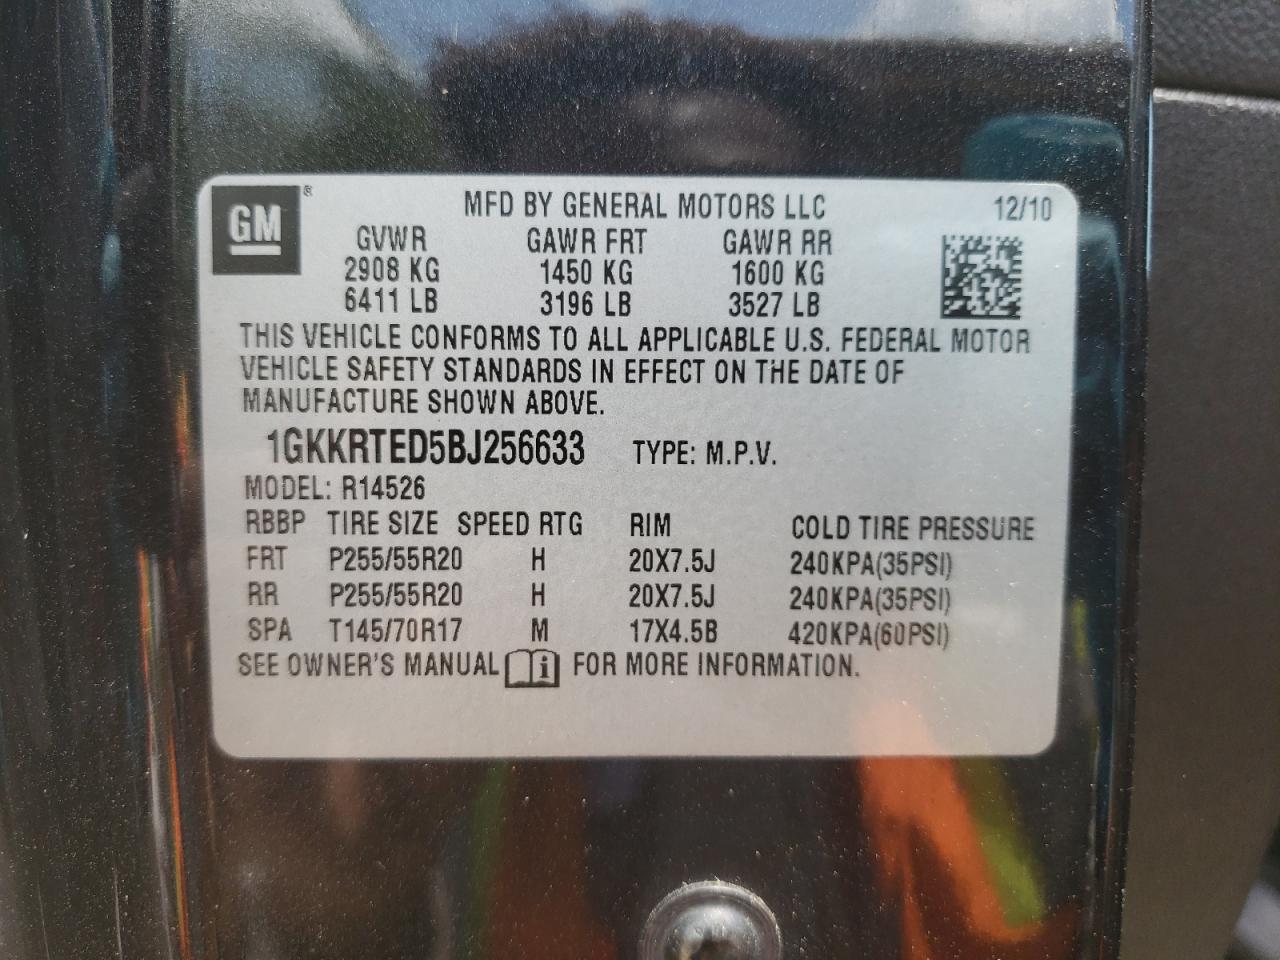 GM ®
MFD BY GENERAL MOTORS LLC 12/10
GVWR GAWR FRT GAWR RR
2908 KG 1450 KG 1600 KG
6411 LB 3196 LB 3527 LB
THIS VEHICLE CONFORMS TO ALL APPLICABLE U.S. FEDERAL MOTOR
VEHICLE SAFETY STANDARDS IN EFFECT ON THE DATE OF
MANUFACTURE SHOWN ABOVE.
1GKKRTED5BJ256633 TYPE: M.P.V.
MODEL: R14526
RBBP TIRE SIZE SPEED RTG RIM COLD TIRE PRESSURE
FRT P255/55R20 H 20X7.5J 240KPA(35PSI)
RR P255/55R20 H 20X7.5J 240KPA(35PSI)
SPA T145/70R17 M 17X4.5B 420KPA(60PSI)
SEE OWNER'S MANUAL i FOR MORE INFORMATION.